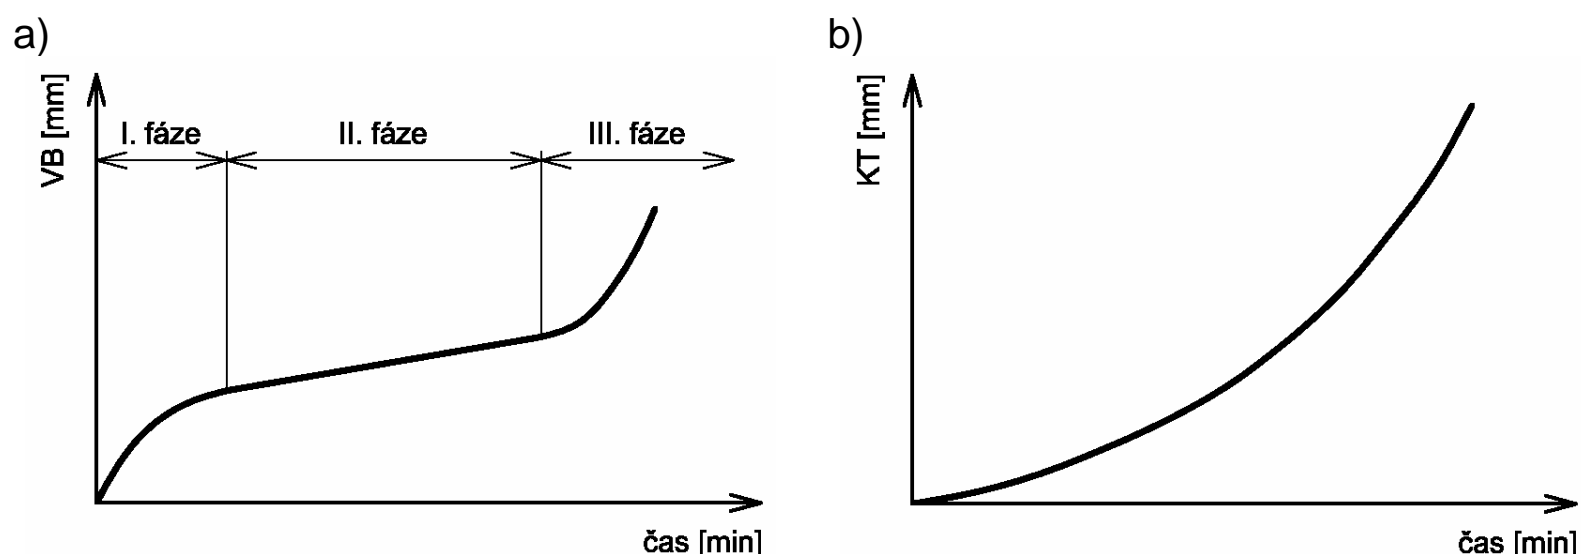 a)
VB [mm]
I. fáze
II. fáze
III. fáze
čas [min]
b)
KT [mm]
čas [min]